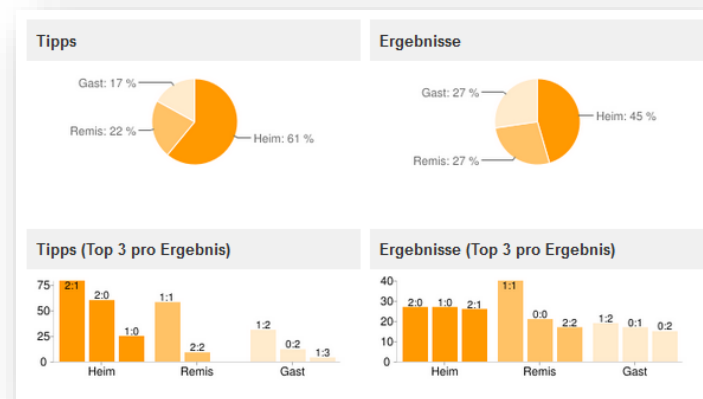 Tipps
Gast: 17 %
Remis: 22 %
Heim: 61 %
Ergebnisse
Gast: 27 %
Heim: 45 %
Remis: 27 %
Tipps (Top 3 pro Ergebnis)
75
50
25
0
2:1
2:0
1:0
1:1
2:2
1:2
0:2
1:3
Heim Remis Gast
Ergebnisse (Top 3 pro Ergebnis)
40
30
20
10
0
2:0
1:0
2:1
1:1
0:0
2:2
1:2
0:1
0:2
Heim Remis Gast